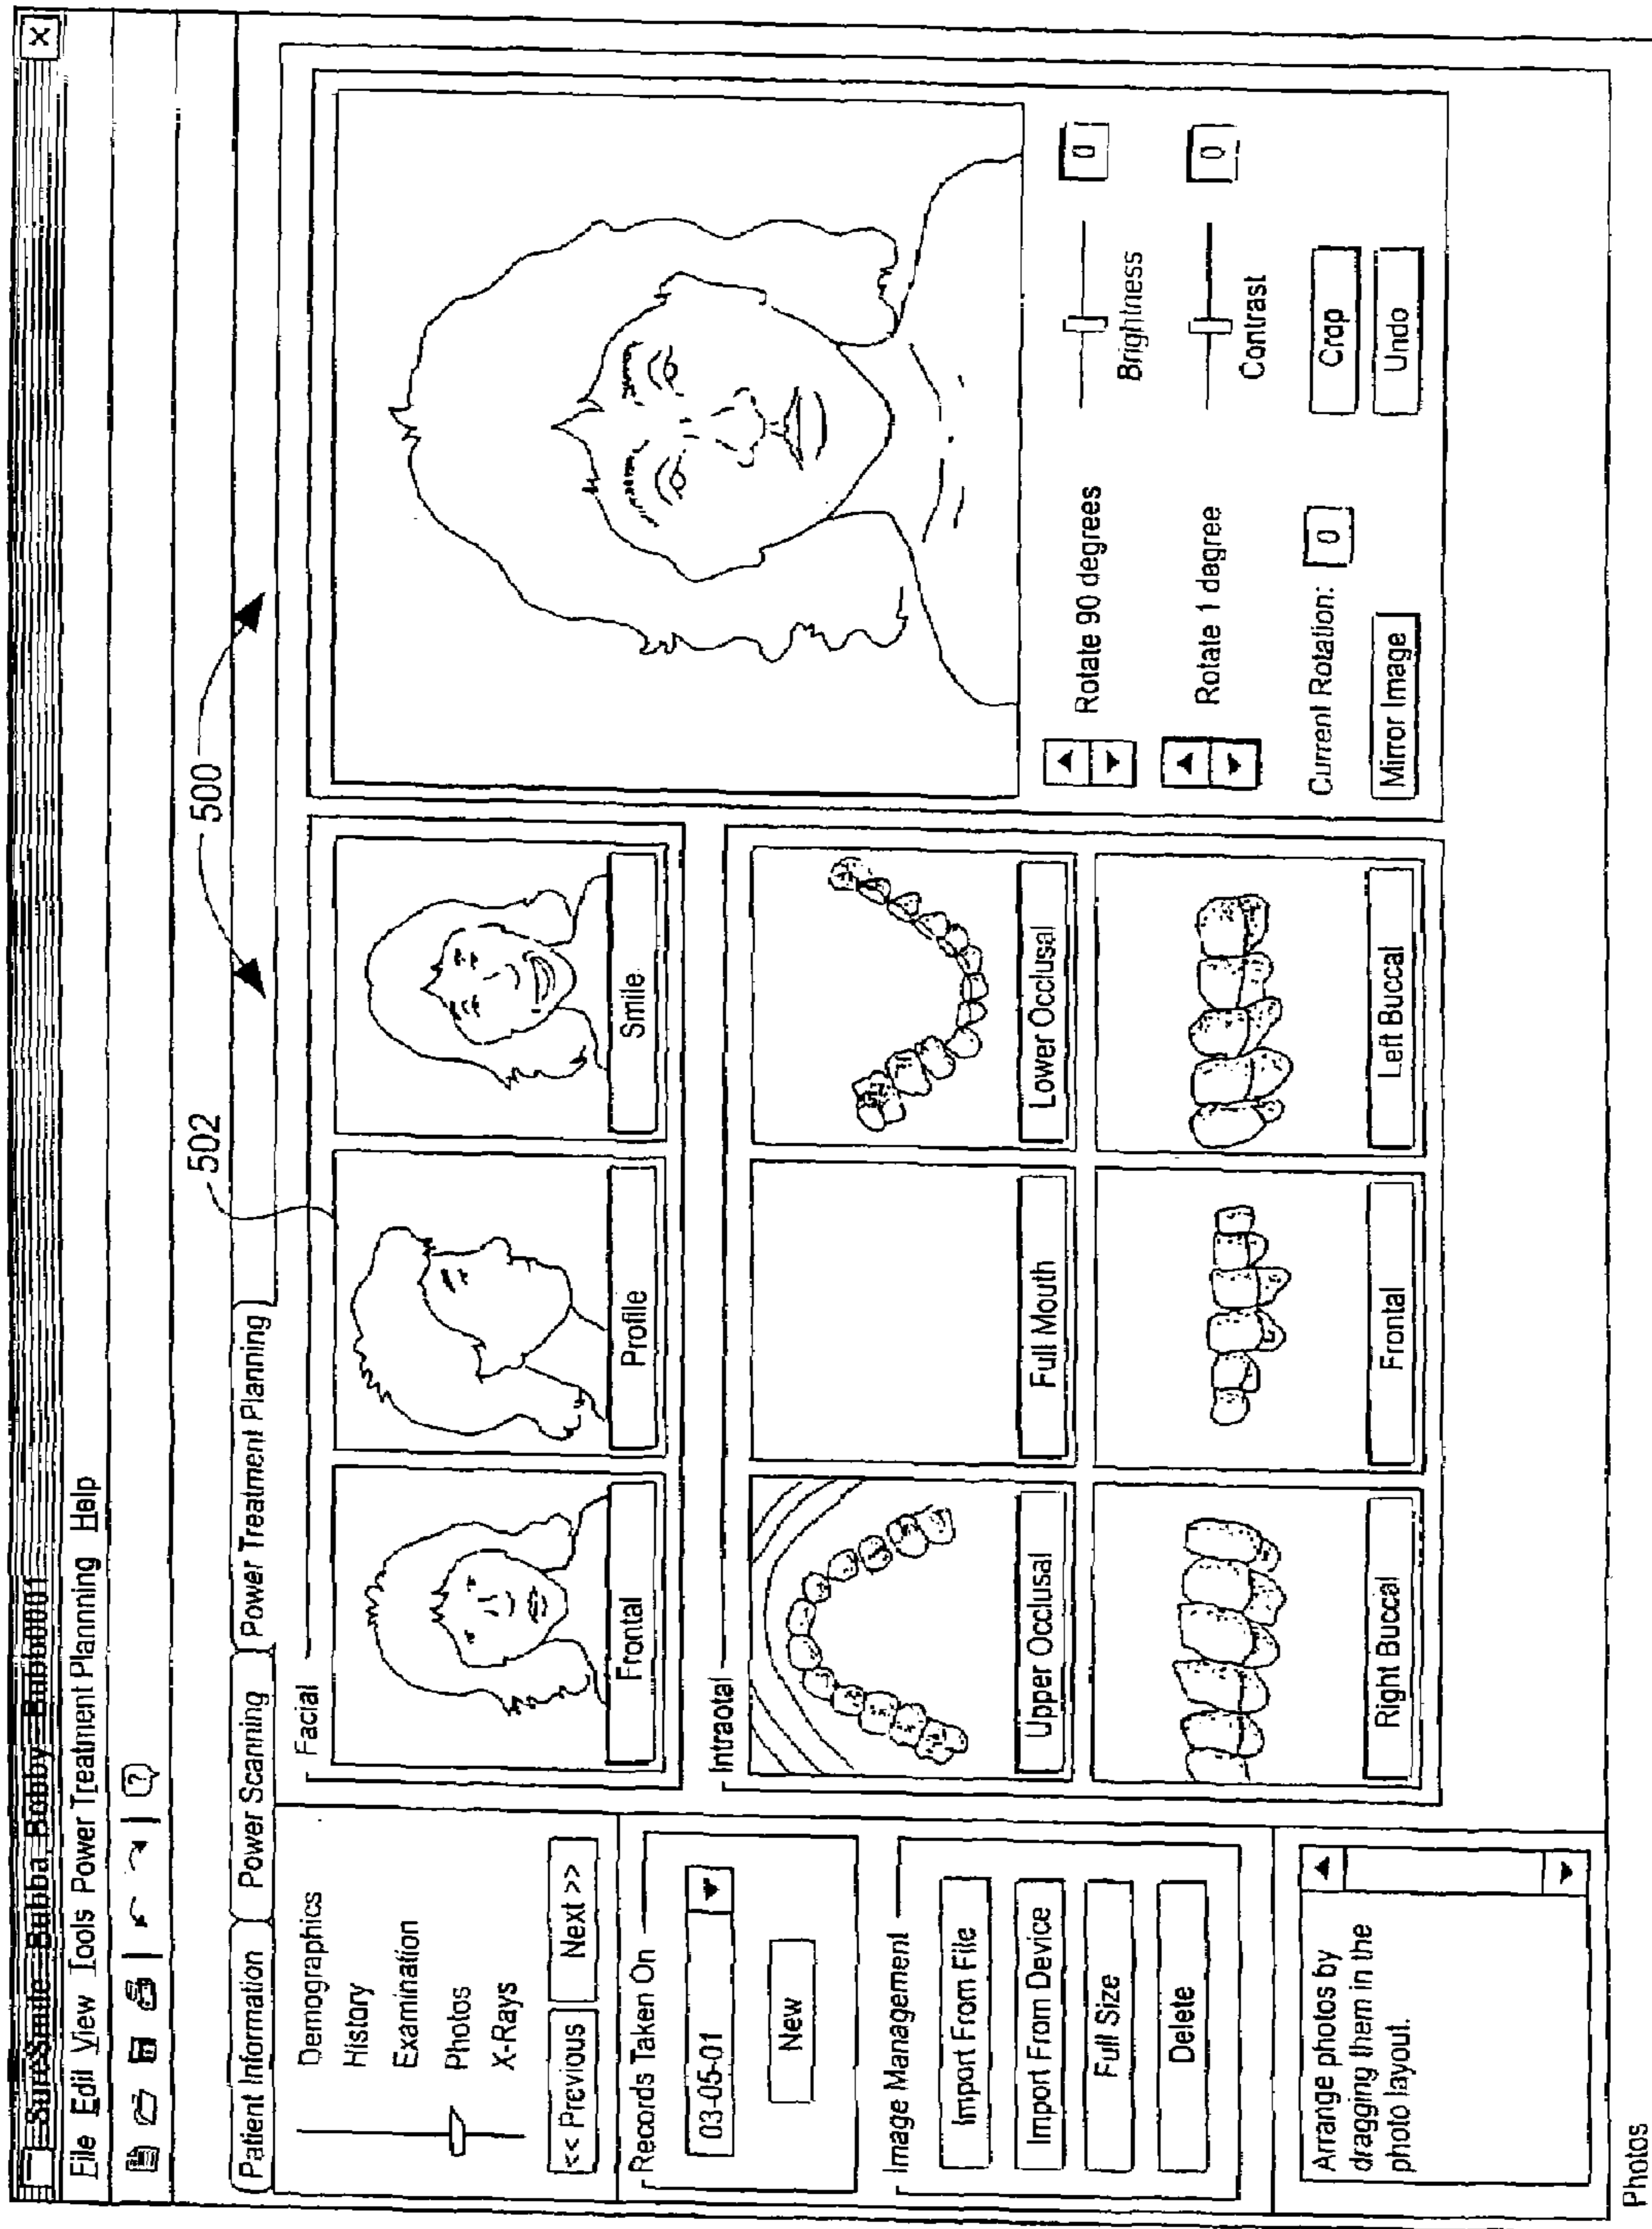 SureSmile - Bubba, Bobby - Bubb0001
File Edit View Tools Power Treatment Planning Help
500
502
Patient Information Power Scanning Power Treatment Planning
Demographics
History
Examination
Photos
X-Rays
<< Previous Next >>
Records Taken On
03-05-01
New
Image Management
Import From File
Import From Device
Full Size
Delete
Arrange photos by
dragging them in the
photo layout.
Facial
Frontal Profile Smile
Intraotal
Upper Occlusal Full Mouth Lower Occlusal
Right Buccal Frontal Left Buccal
Rotate 90 degrees
Brightness 0
Rotate 1 degree
Contrast 0
Current Rotation: 0
Crop
Mirror Image
Undo
Photos